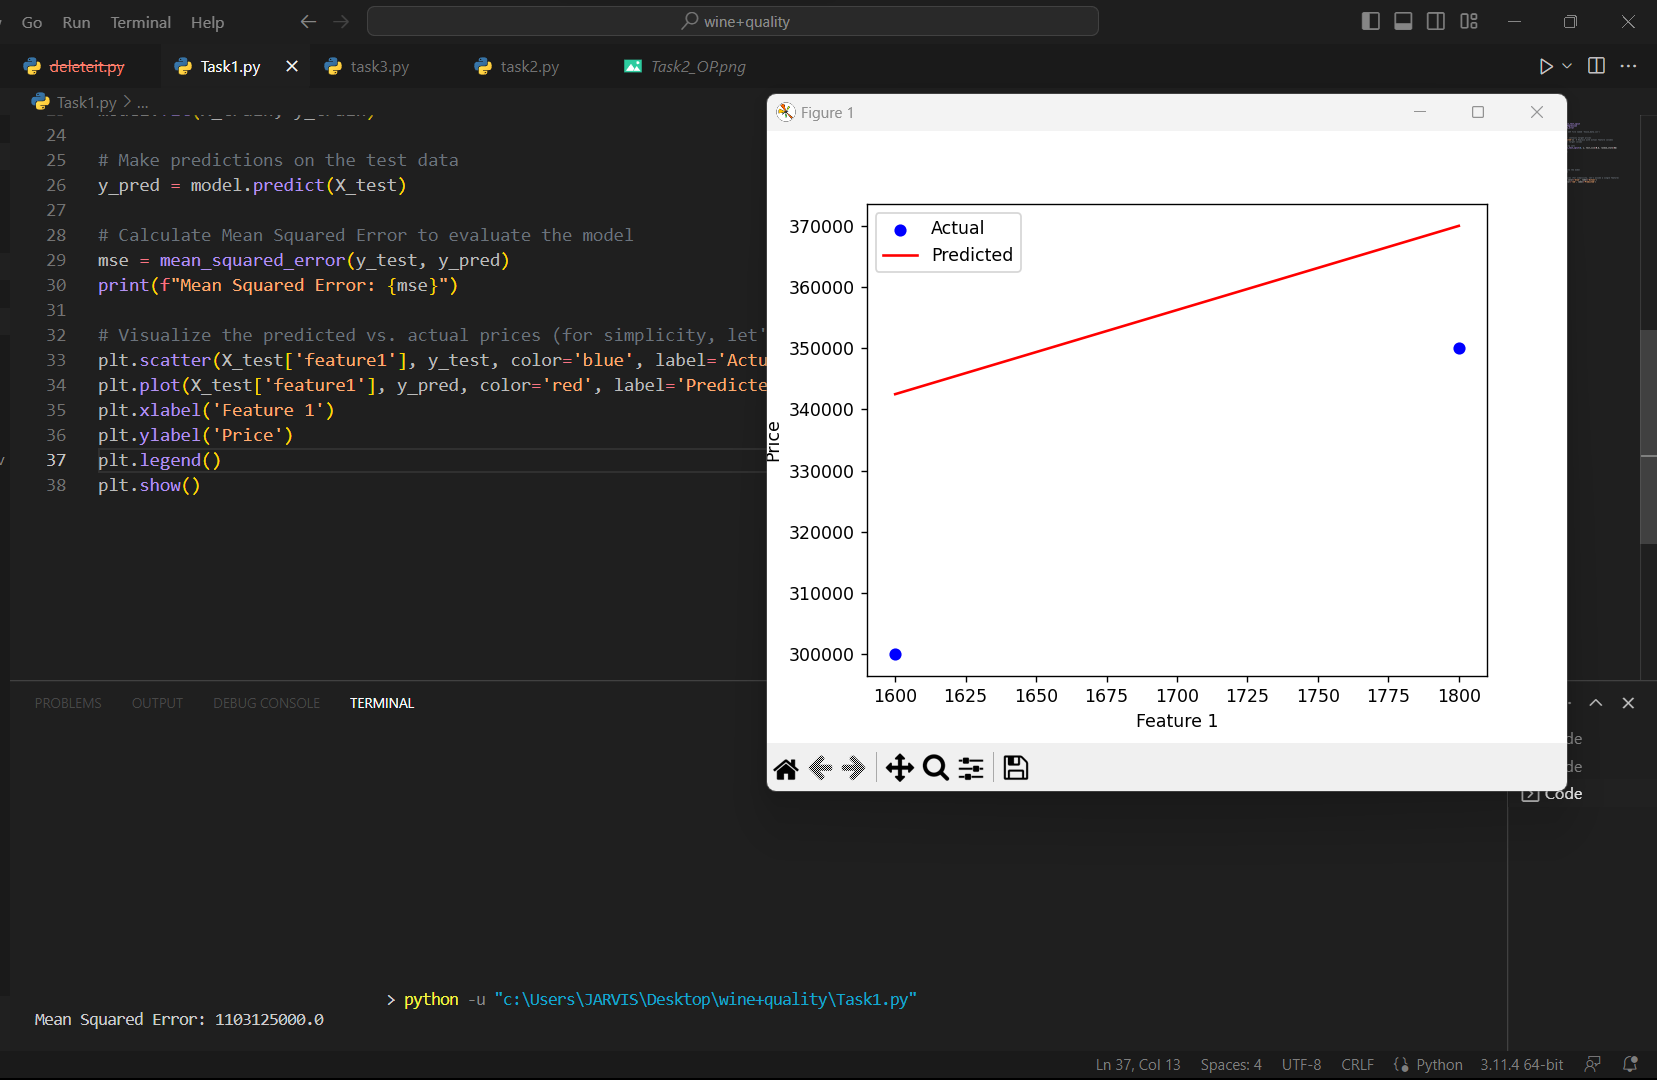 Go Run Terminal Help
wine+quality
deleteit.py Task1.py task3.py task2.py Task2_OP.png
Task1.py > ...
24
25 # Make predictions on the test data
26 y_pred = model.predict(X_test)
27
28 # Calculate Mean Squared Error to evaluate the model
29 mse = mean_squared_error(y_test, y_pred)
30 print(f"Mean Squared Error: {mse}")
31
32 # Visualize the predicted vs. actual prices (for simplicity, let'
33 plt.scatter(X_test['feature1'], y_test, color='blue', label='Actu
34 plt.plot(X_test['feature1'], y_pred, color='red', label='Predicte
35 plt.xlabel('Feature 1')
36 plt.ylabel('Price')
37 plt.legend()
38 plt.show()
Figure 1
Actual
Predicted
370000
360000
350000
340000
330000
320000
310000
300000
Price
1600 1625 1650 1675 1700 1725 1750 1775 1800
Feature 1
PROBLEMS OUTPUT DEBUG CONSOLE TERMINAL
de
de
Code
> python -u "c:\Users\JARVIS\Desktop\wine+quality\Task1.py"
Mean Squared Error: 1103125000.0
Ln 37, Col 13 Spaces: 4 UTF-8 CRLF Python 3.11.4 64-bit